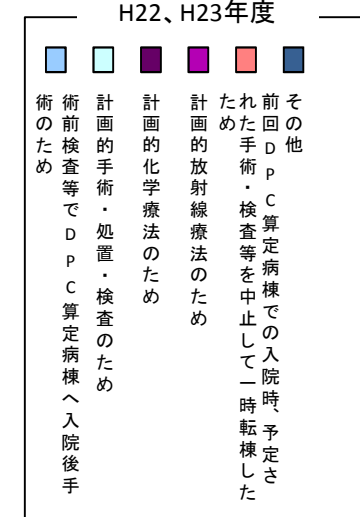 H22、H23年度
術前検査等でDPC算定病棟へ入院後手
術のため
計画的手術・処置・検査のため
計画的化学療法のため
計画的放射線療法のため
前回DPC算定病棟での入院時、予定さ
れた手術・検査等を中止して一時転棟した
ため
その他